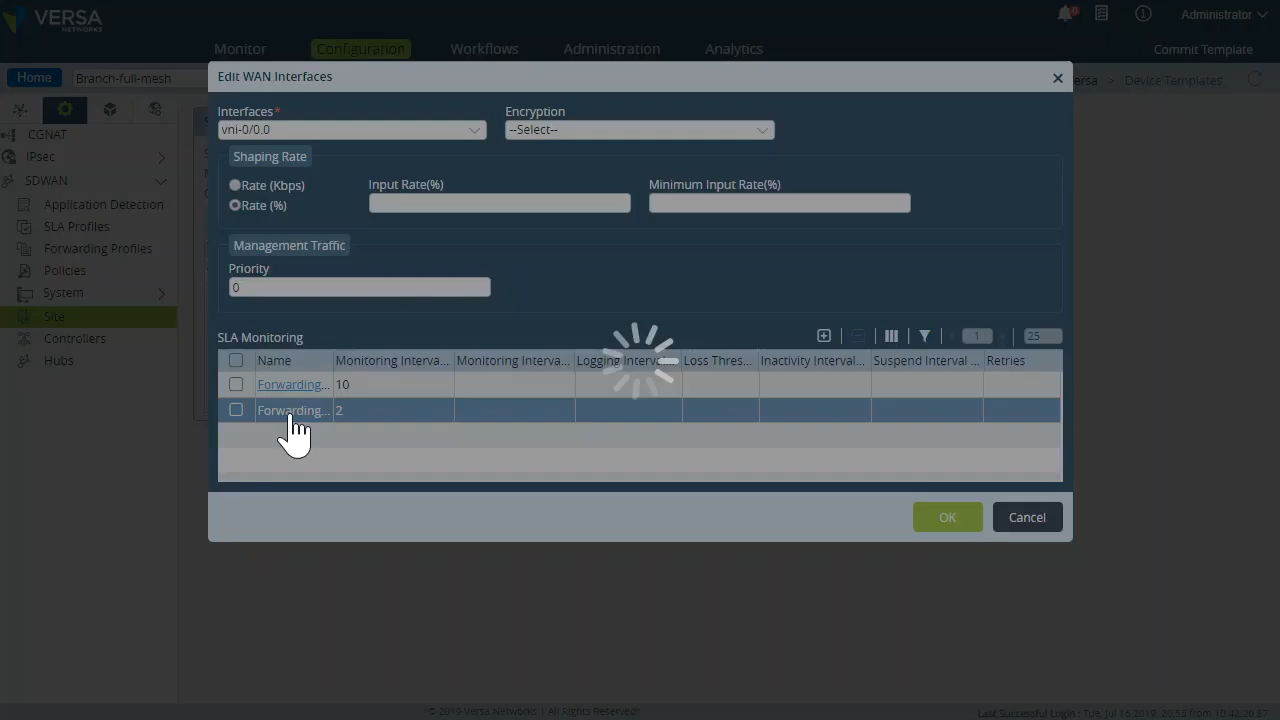 VERSA
NETWORKS
0
Administrator
Monitor
Configuration
Workflows
Administration
Analytics
Commit Template
Home
Branch-full-mesh
ersa > Device Templates
Edit WAN Interfaces
Interfaces*
Encryption
vni-0/0.0
--Select--
Shaping Rate
Rate (Kbps)
Rate (%)
Input Rate(%)
Minimum Input Rate(%)
Management Traffic
Priority
0
SLA Monitoring
1
25
Name
Monitoring Interva...
Monitoring Interva...
Logging Interv
Loss Thres...
Inactivity Interval...
Suspend Interval ...
Retries
Forwarding...
10
Forwarding...
2
OK
Cancel
CGNAT
IPsec
SDWAN
Application Detection
SLA Profiles
Forwarding Profiles
Policies
System
Site
Controllers
Hubs
© 2019 Versa Networks | All Rights Reserved